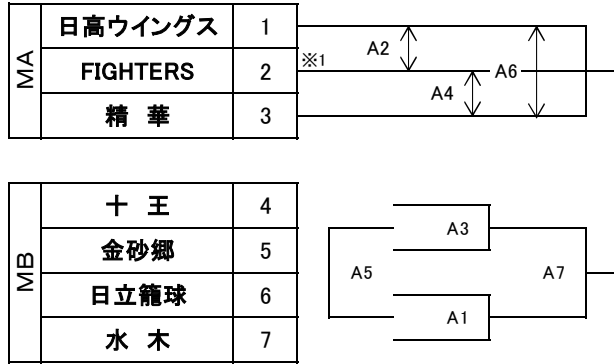 MA
日高ウイングス 1
FIGHTERS 2 ※1
精 華 3
A2
A4
A6
MB
十 王 4
金砂郷 5
日立籠球 6
水 木 7
A3
A5
A7
A1